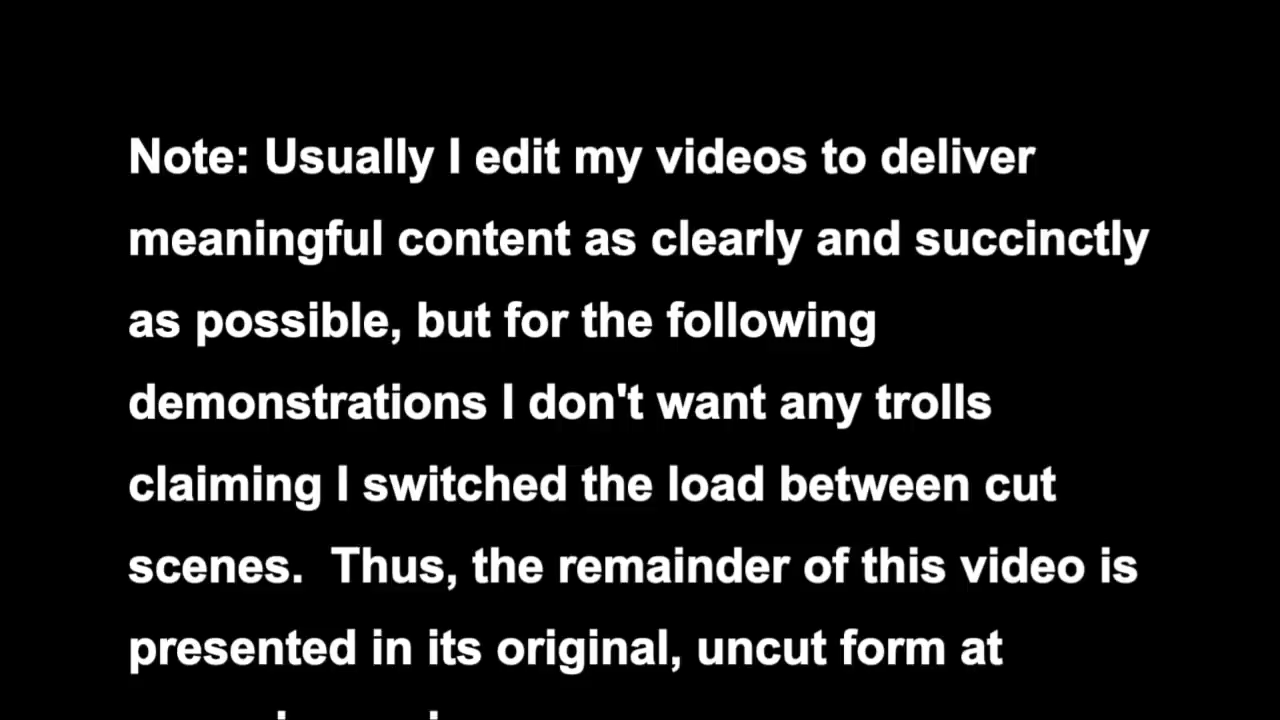 Note: Usually I edit my videos to deliver
meaningful content as clearly and succinctly
as possible, but for the following
demonstrations I don't want any trolls
claiming I switched the load between cut
scenes.  Thus, the remainder of this video is
presented in its original, uncut form at